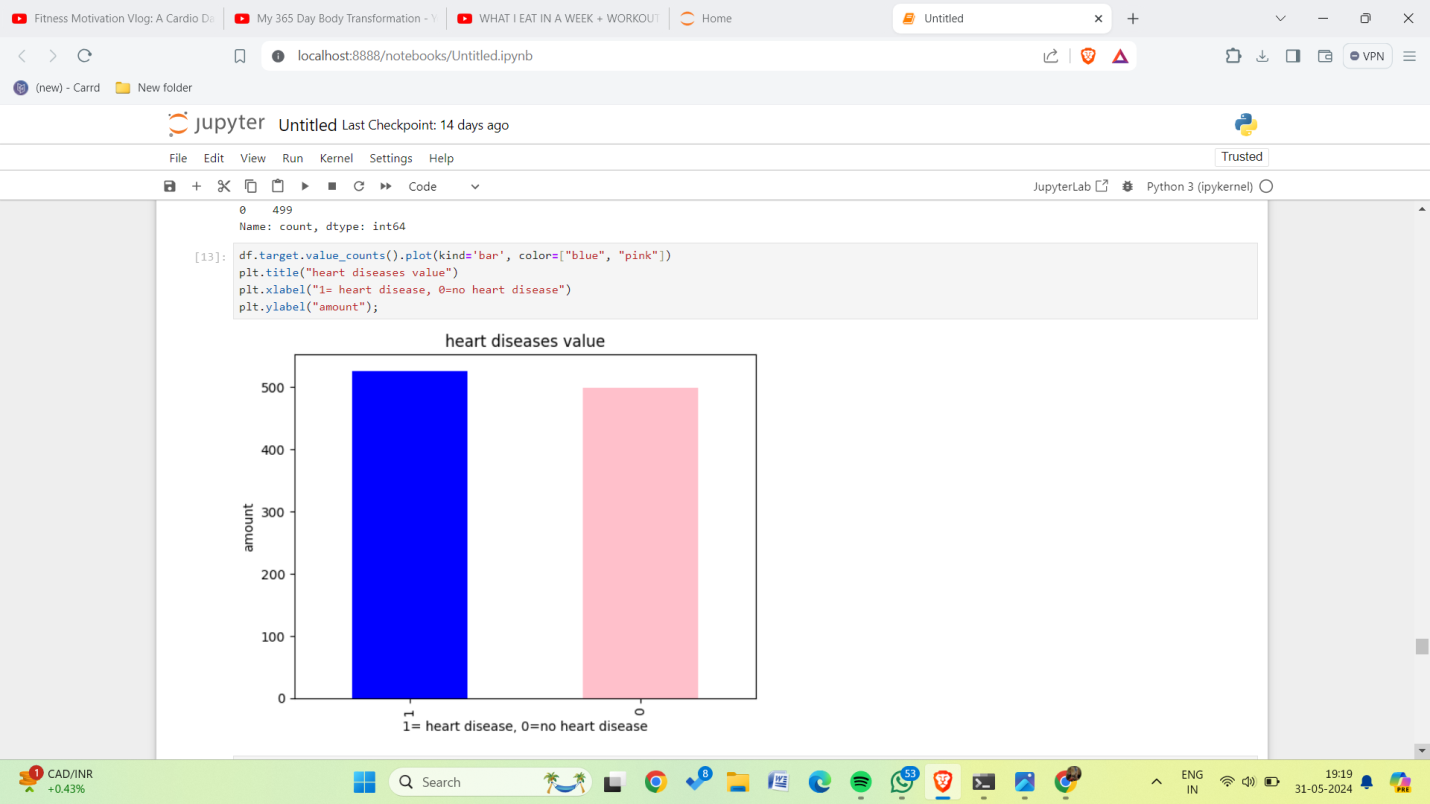 Fitness Motivation Vlog: A Cardio Da
My 365 Day Body Transformation -
WHAT I EAT IN A WEEK + WORKOUT
Home
Untitled
localhost:8888/notebooks/Untitled.ipynb
VPN
(new) - Carrd
New folder
jupyter
Untitled Last Checkpoint: 14 days ago
File Edit View Run Kernel Settings Help
Trusted
Code
JupyterLab
Python 3 (ipykernel)
0 499
Name: count, dtype: int64
[13]:
df.target.value_counts().plot(kind='bar', color=["blue", "pink"])
plt.title("heart diseases value")
plt.xlabel("1= heart disease, 0=no heart disease")
plt.ylabel("amount");
heart diseases value
500
400
300
200
100
0
amount
1 0
1= heart disease, 0=no heart disease
1
CAD/INR
+0.43%
Search
8
53
ENG
IN
19:19
31-05-2024
PRE